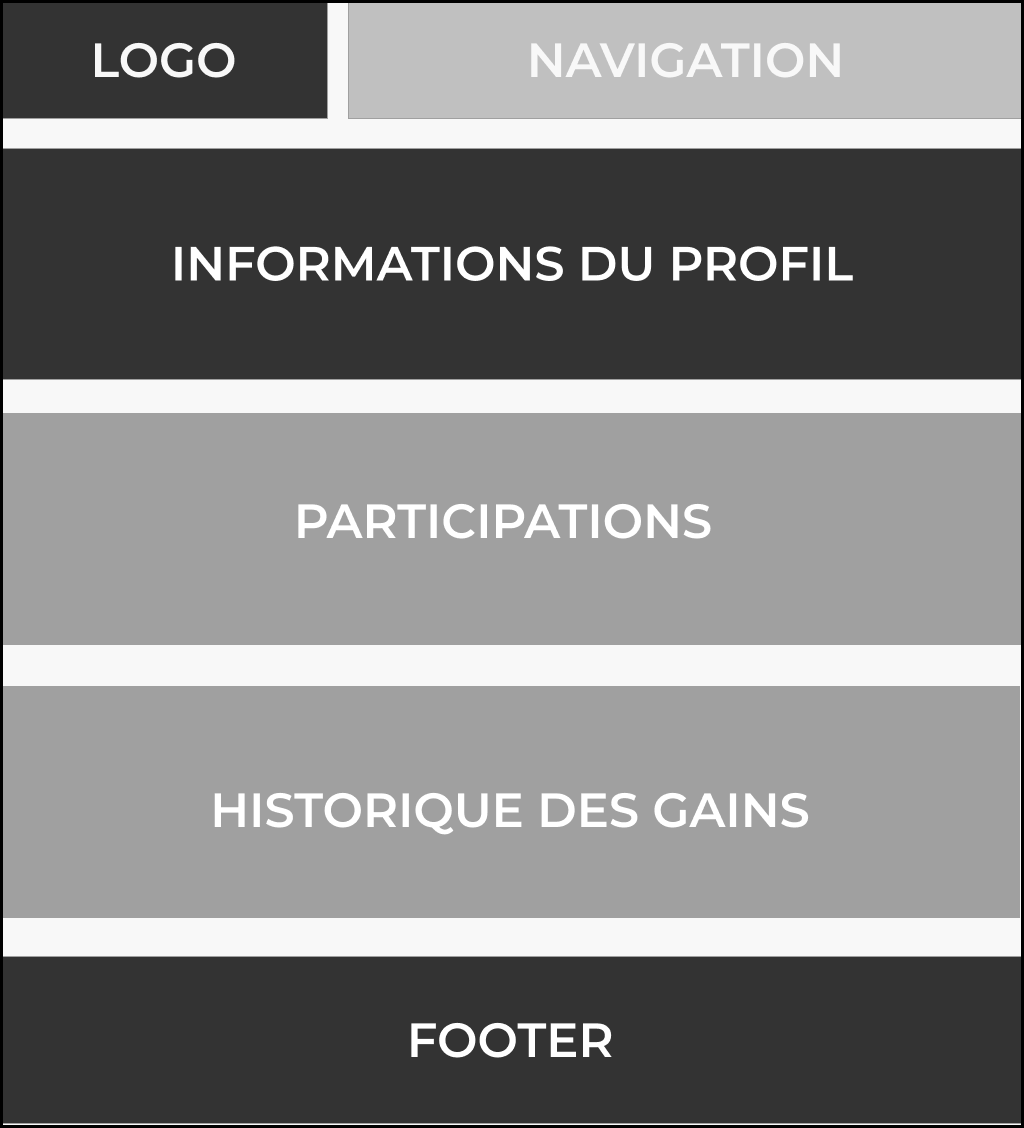 LOGO
NAVIGATION
INFORMATIONS DU PROFIL
PARTICIPATIONS
HISTORIQUE DES GAINS
FOOTER